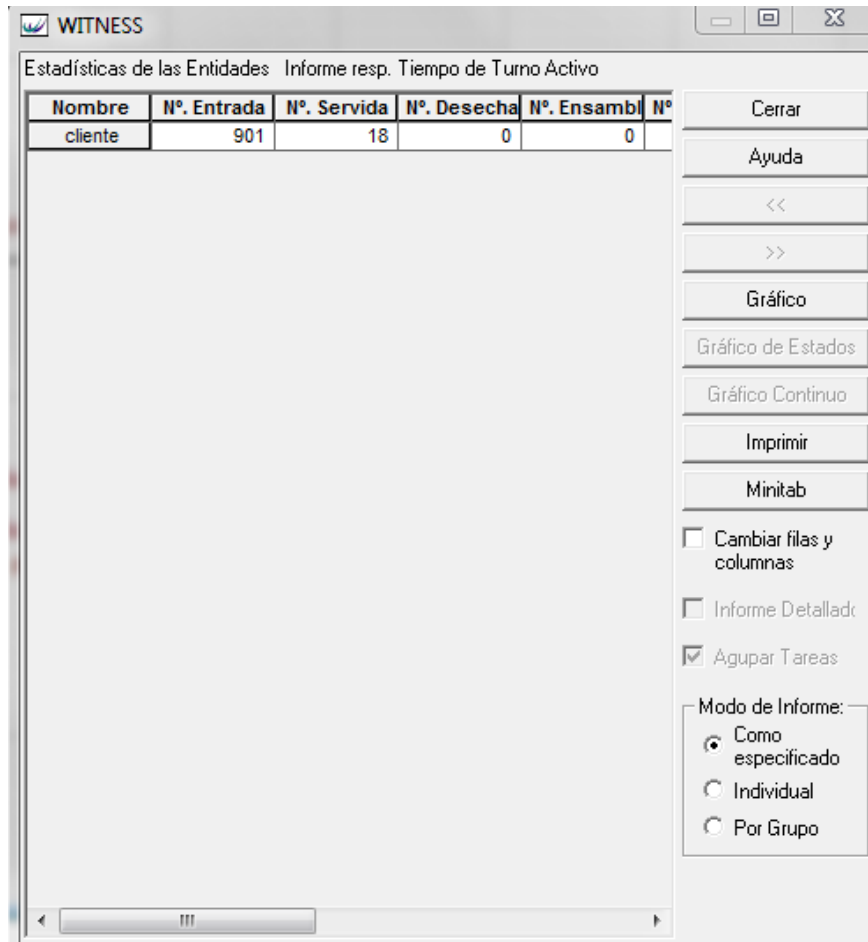 WITNESS
Estadísticas de las Entidades Informe resp. Tiempo de Turno Activo
Nombre Nº. Entrada Nº. Servida Nº. Desecha Nº. Ensambl Nº
cliente 901 18 0 0
Cerrar
Ayuda
<<
>>
Gráfico
Gráfico de Estados
Gráfico Continuo
Imprimir
Minitab
Cambiar filas y
columnas
Informe Detallado
Agupar Tareas
Modo de Informe:
Como
especificado
Individual
Por Grupo